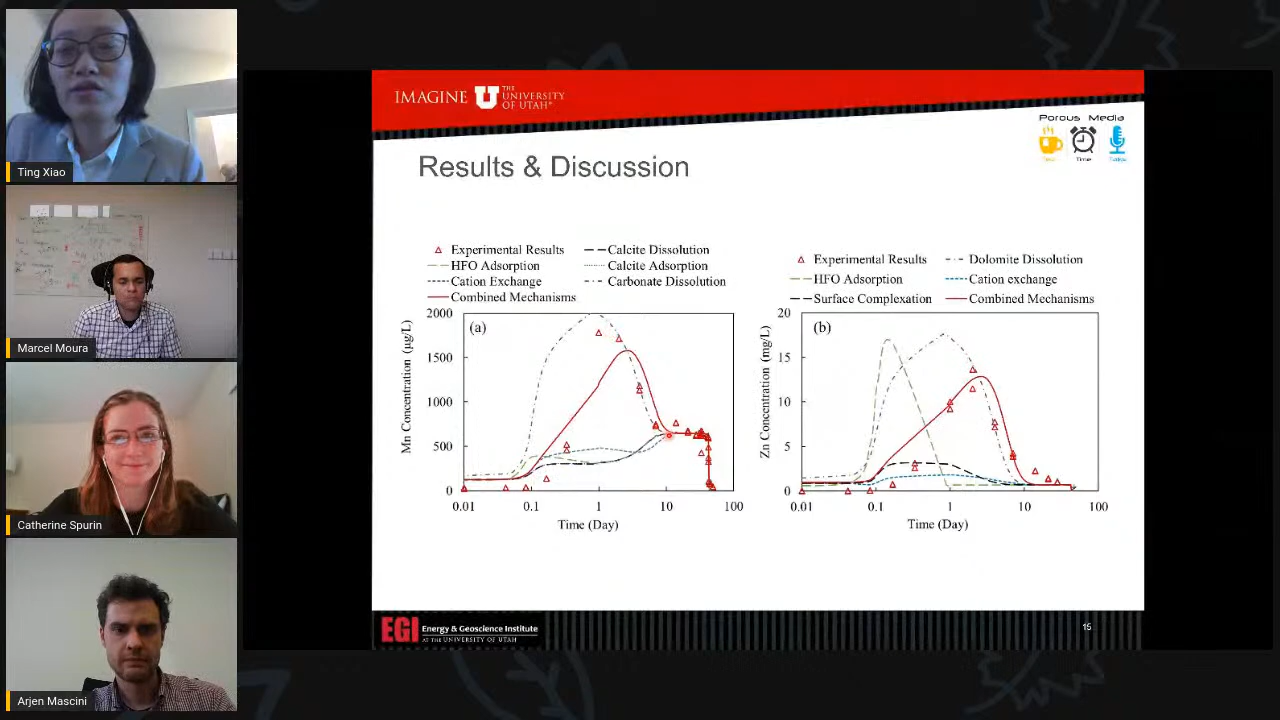 Ting Xiao
Marcel Moura
Catherine Spurin
Arjen Mascini
IMAGINE U THE UNIVERSITY OF UTAH
Porous Media
Tea Time Talks
Results & Discussion
Experimental Results
Calcite Dissolution
HFO Adsorption
Calcite Adsorption
Cation Exchange
Carbonate Dissolution
Combined Mechanisms
(a)
Mn Concentration (µg/L)
2000
1500
1000
500
0
0.01 0.1 1 10 100
Time (Day)
Experimental Results
Dolomite Dissolution
HFO Adsorption
Cation exchange
Surface Complexation
Combined Mechanisms
(b)
Zn Concentration (mg/L)
20
15
10
5
0
0.01 0.1 1 10 100
Time (Day)
EGI Energy & Geoscience Institute
AT THE UNIVERSITY OF UTAH
15